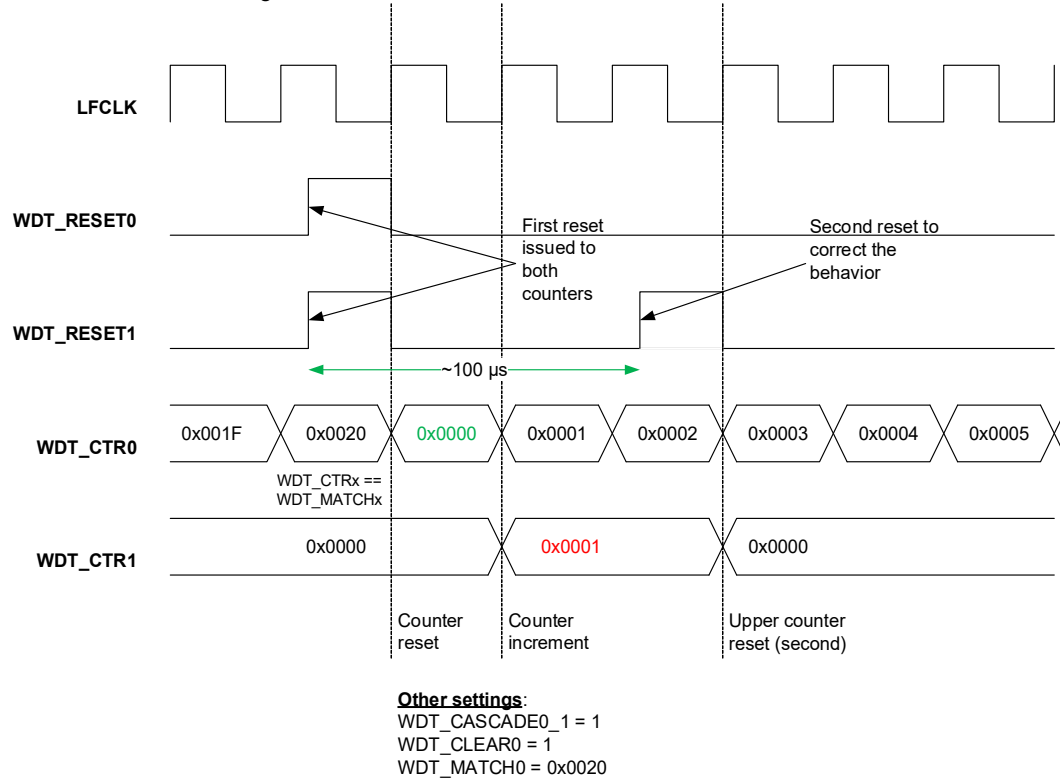 LFCLK
WDT_RESET0
First reset
issued to
both
counters
Second reset to
correct the
behavior
WDT_RESET1
~100 µs
WDT_CTR0
0x001F
0x0020
0x0000
0x0001
0x0002
0x0003
0x0004
0x0005
WDT_CTRx ==
WDT_MATCHx
WDT_CTR1
0x0000
0x0001
0x0000
Counter
reset
Counter
increment
Upper counter
reset (second)
Other settings:
WDT_CASCADE0_1 = 1
WDT_CLEAR0 = 1
WDT_MATCH0 = 0x0020